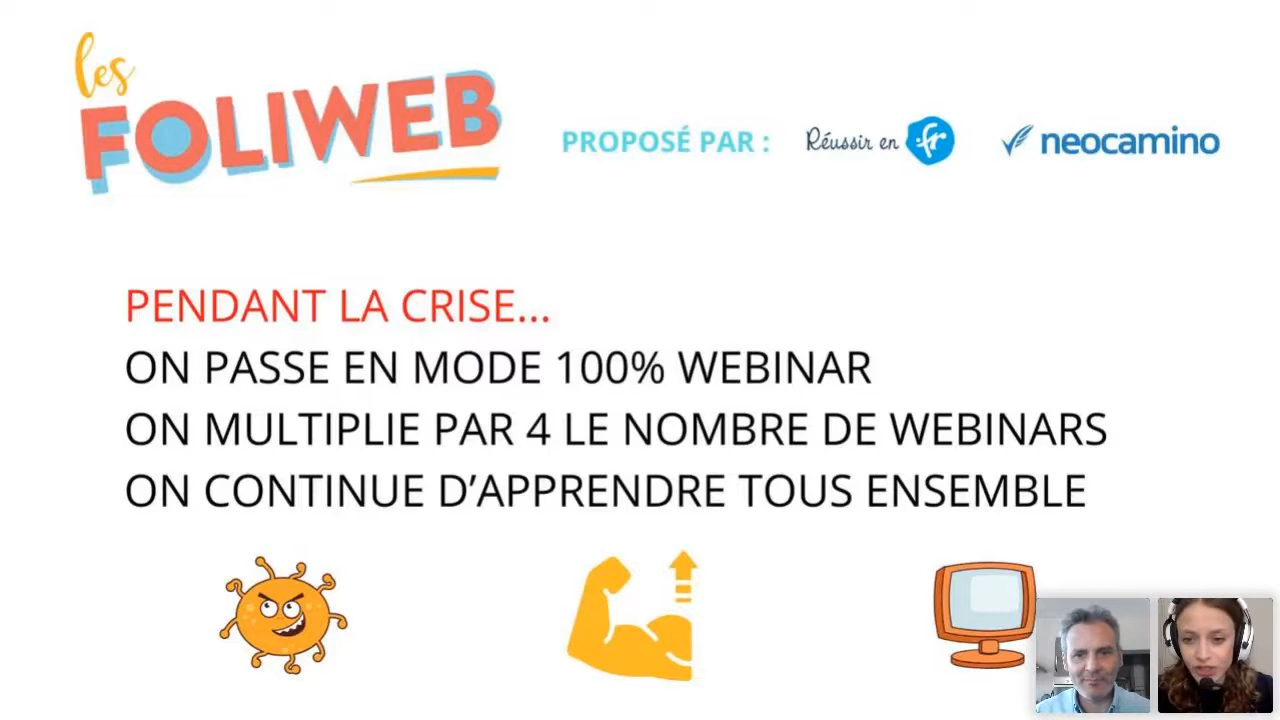 les
FOLIWEB
PROPOSÉ PAR :
Réussir en .fr
neocamino
PENDANT LA CRISE...
ON PASSE EN MODE 100% WEBINAR
ON MULTIPLIE PAR 4 LE NOMBRE DE WEBINARS
ON CONTINUE D’APPRENDRE TOUS ENSEMBLE